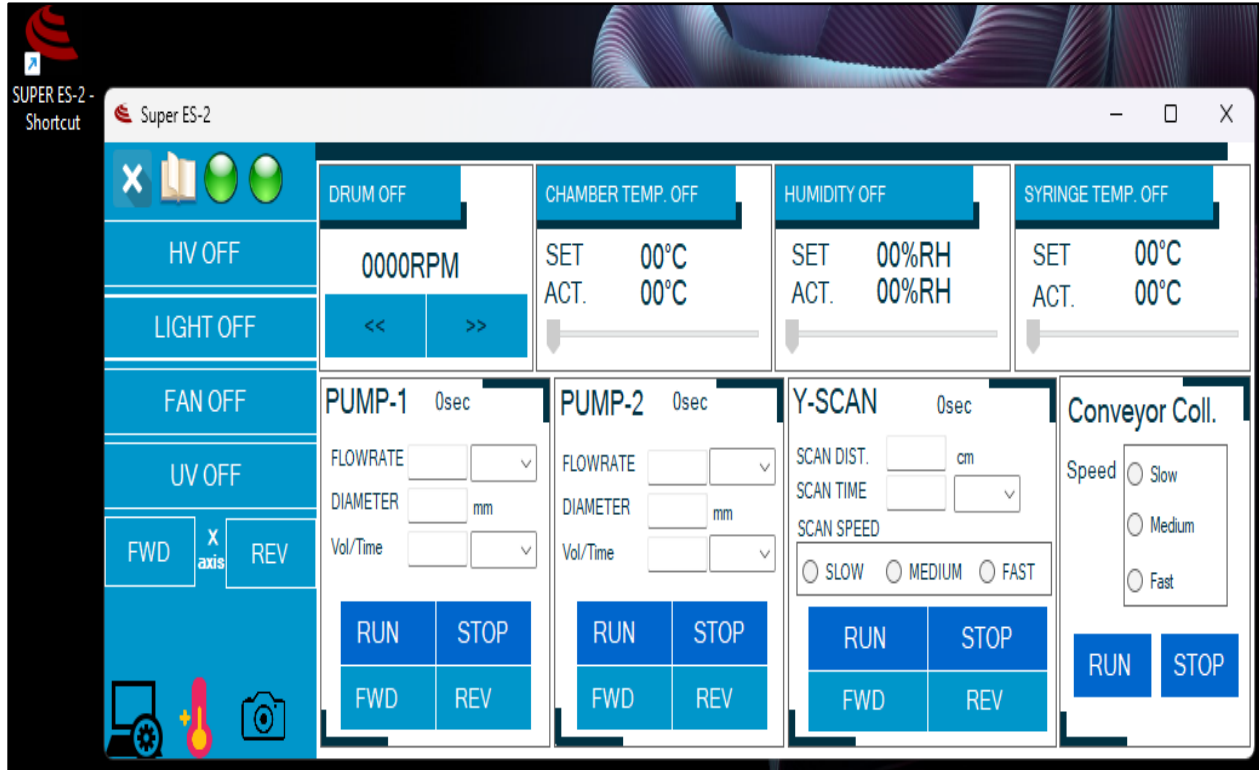 SUPER ES-2 -
Shortcut
Super ES-2
HV OFF
LIGHT OFF
FAN OFF
UV OFF
FWD
X
axis
REV
DRUM OFF
0000RPM
<<
>>
CHAMBER TEMP. OFF
SET 00°C
ACT. 00°C
HUMIDITY OFF
SET 00%RH
ACT. 00%RH
SYRINGE TEMP. OFF
SET 00°C
ACT. 00°C
PUMP-1 0sec
FLOWRATE
DIAMETER mm
Vol/Time
RUN STOP
FWD REV
PUMP-2 0sec
FLOWRATE
DIAMETER mm
Vol/Time
RUN STOP
FWD REV
Y-SCAN 0sec
SCAN DIST. cm
SCAN TIME
SCAN SPEED
SLOW MEDIUM FAST
RUN STOP
FWD REV
Conveyor Coll.
Speed Slow
Medium
Fast
RUN STOP